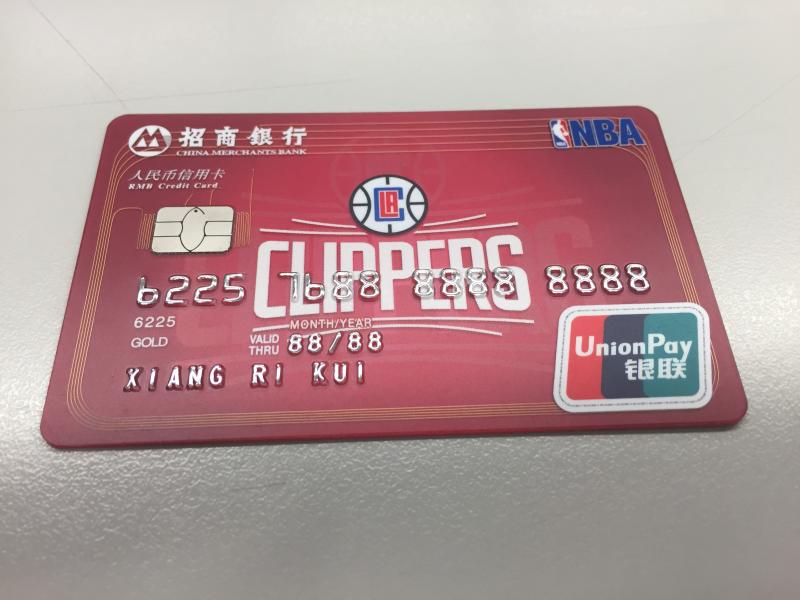 招商銀行
CHINA MERCHANTS BANK
NBA
人民币信用卡
RMB Credit Card
LAC
CLIPPERS
6225 7688 8888 8888
6225
MONTH/YEAR
GOLD
VALID THRU 88/88
XIANG RI KUI
UnionPay
银联